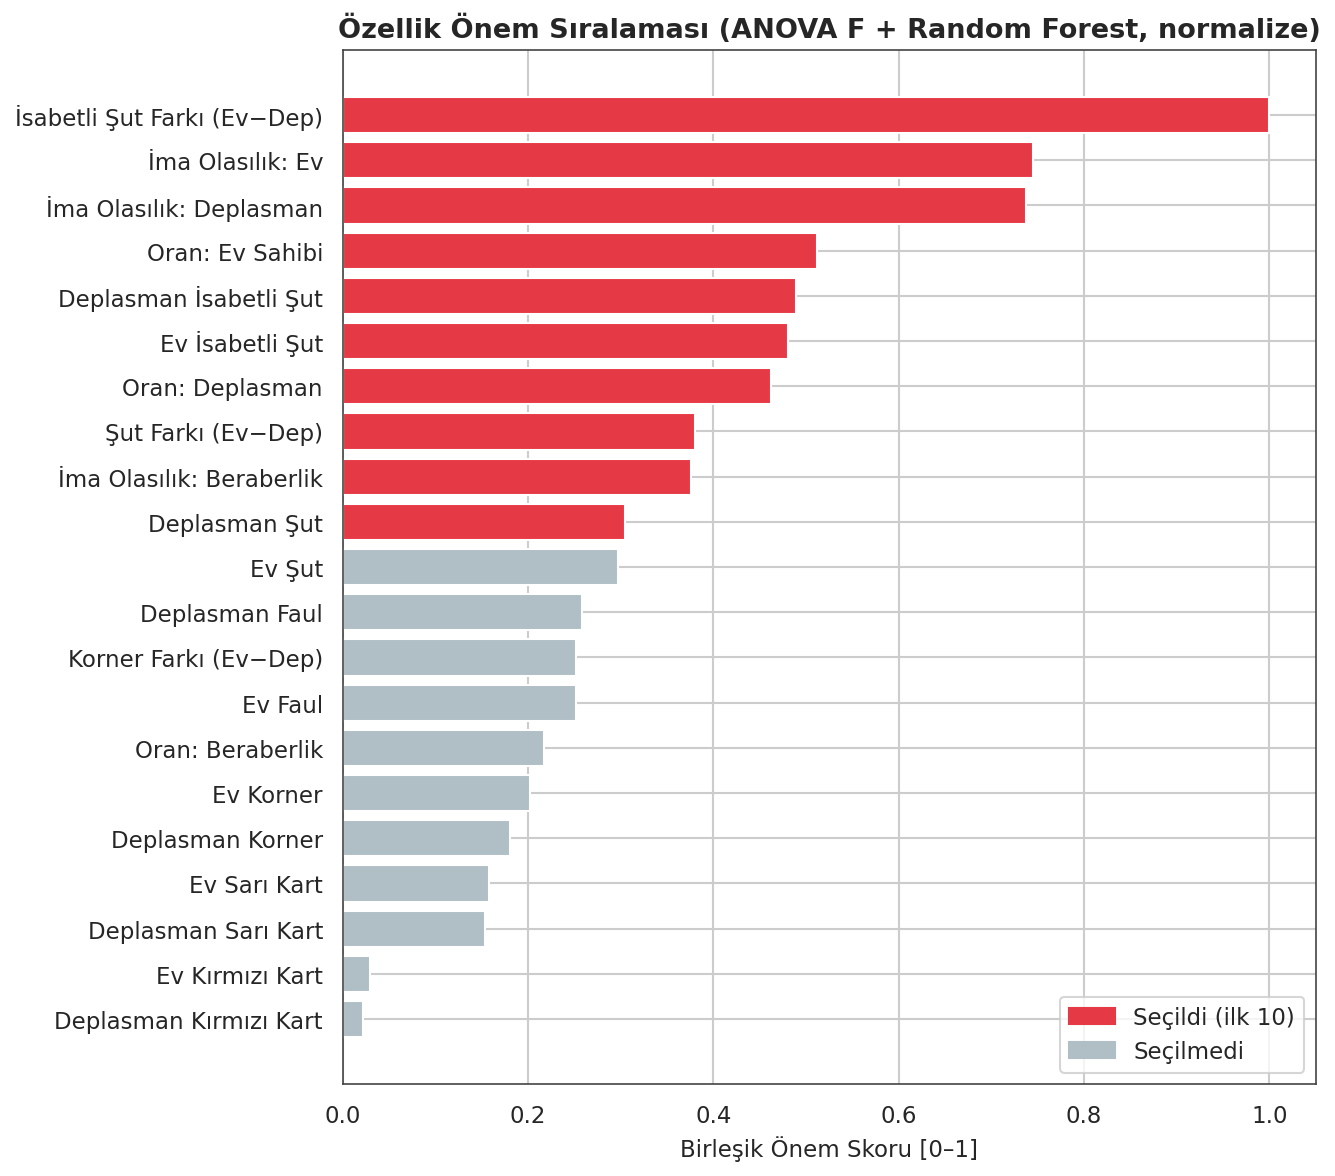 Özellik Önem Sıralaması (ANOVA F + Random Forest, normalize)
İsabetli Şut Farkı (Ev−Dep)
İma Olasılık: Ev
İma Olasılık: Deplasman
Oran: Ev Sahibi
Deplasman İsabetli Şut
Ev İsabetli Şut
Oran: Deplasman
Şut Farkı (Ev−Dep)
İma Olasılık: Beraberlik
Deplasman Şut
Ev Şut
Deplasman Faul
Korner Farkı (Ev−Dep)
Ev Faul
Oran: Beraberlik
Ev Korner
Deplasman Korner
Ev Sarı Kart
Deplasman Sarı Kart
Ev Kırmızı Kart
Deplasman Kırmızı Kart
Seçildi (ilk 10)
Seçilmedi
0.0 0.2 0.4 0.6 0.8 1.0
Birleşik Önem Skoru [0–1]